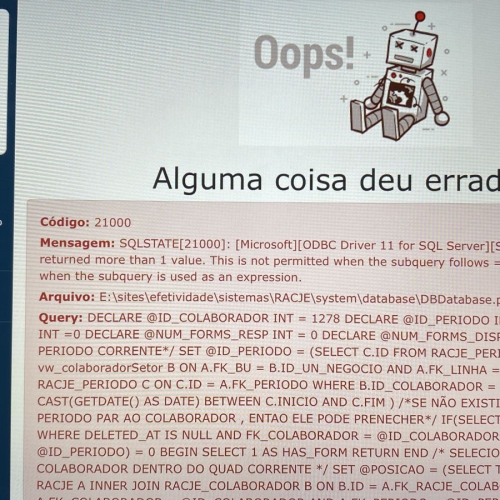 Oops!
Alguma coisa deu errad
Código: 21000
Mensagem: SQLSTATE[21000]: [Microsoft][ODBC Driver 11 for SQL Server][S
returned more than 1 value. This is not permitted when the subquery follows =
when the subquery is used as an expression.
Arquivo: E:\sites\efetividade\sistemas\RACJE\system\database\DBDatabase.p
Query: DECLARE @ID_COLABORADOR INT = 1278 DECLARE @ID_PERIODO I
INT =0 DECLARE @NUM_FORMS_RESP INT = 0 DECLARE @NUM_FORMS_DISP
PERIODO CORRENTE*/ SET @ID_PERIODO = (SELECT C.ID FROM RACJE_PERI
vw_colaboradorSetor B ON A.FK_BU = B.ID_UN_NEGOCIO AND A.FK_LINHA =
RACJE_PERIODO C ON C.ID = A.FK_PERIODO WHERE B.ID_COLABORADOR =
CAST(GETDATE() AS DATE) BETWEEN C.INICIO AND C.FIM ) /*SE NÃO EXISTI
PERIODO PAR AO COLABORADOR , ENTAO ELE PODE PRENECHER*/ IF(SELECT
WHERE DELETED_AT IS NULL AND FK_COLABORADOR = @ID_COLABORADOR
@ID_PERIODO) = 0 BEGIN SELECT 1 AS HAS_FORM RETURN END /* SELECIO
COLABORADOR DENTRO DO QUAD CORRENTE */ SET @POSICAO = (SELECT T
RACJE A INNER JOIN RACJE_COLABORADOR B ON B.ID = A.FK_RACJE_COLAB